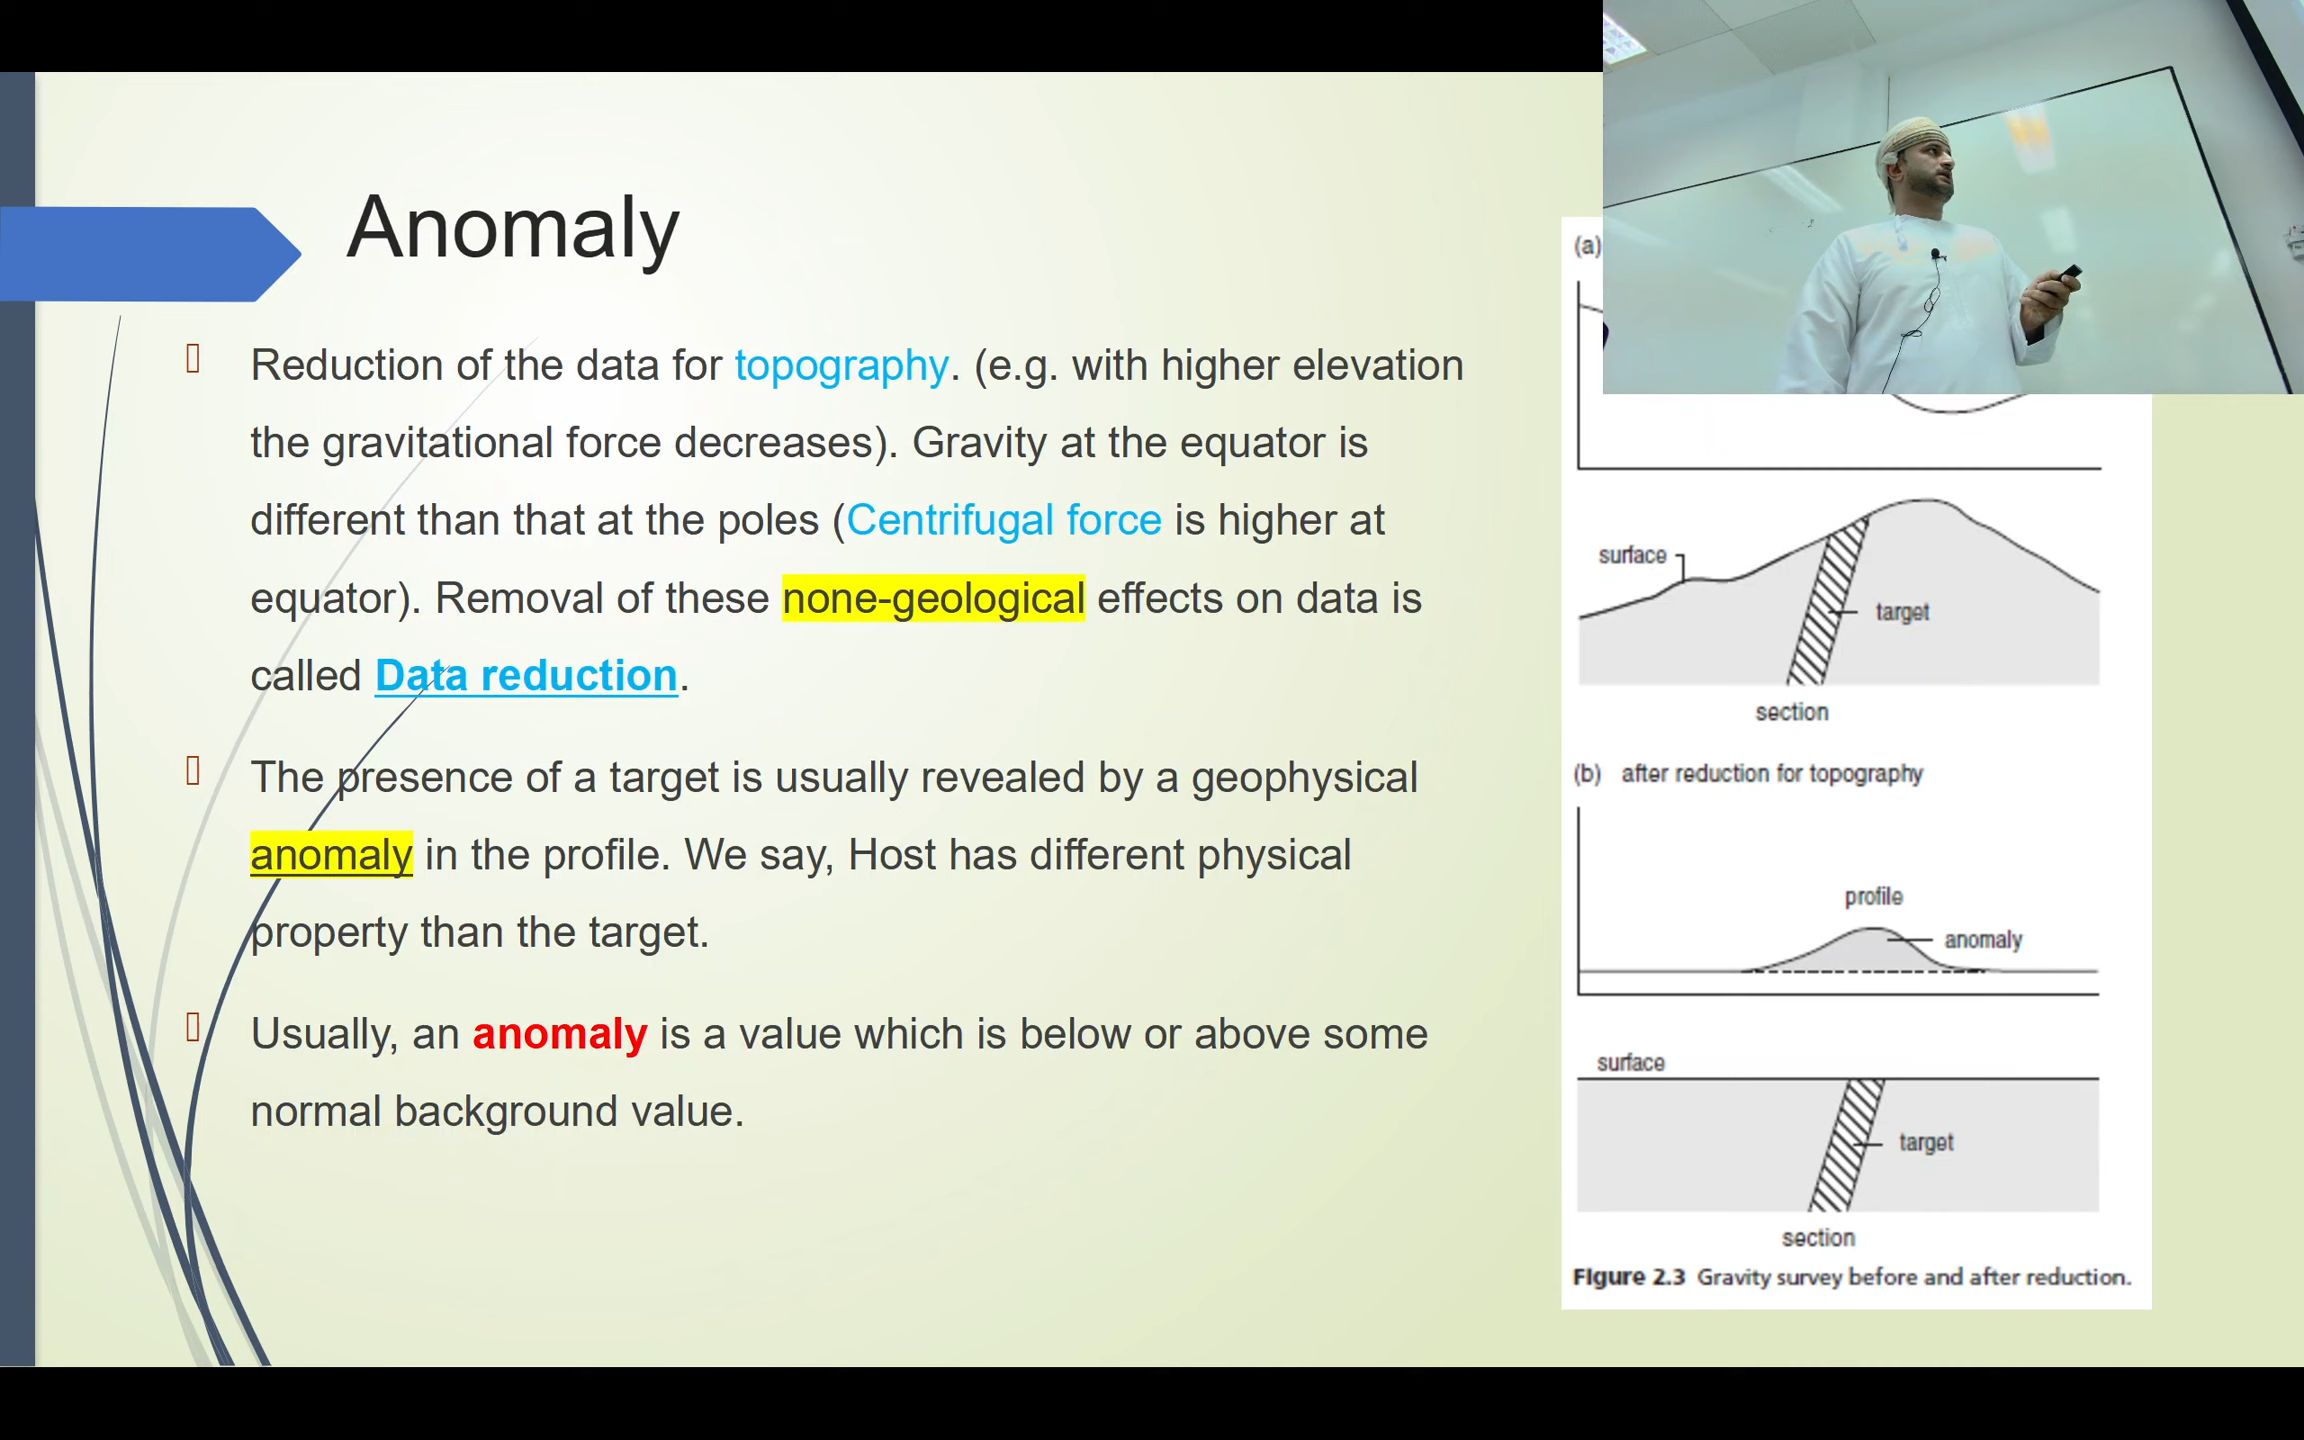 Anomaly
Reduction of the data for topography. (e.g. with higher elevation
the gravitational force decreases). Gravity at the equator is
different than that at the poles (Centrifugal force is higher at
equator). Removal of these none-geological effects on data is
called Data reduction.
The presence of a target is usually revealed by a geophysical
anomaly in the profile. We say, Host has different physical
property than the target.
Usually, an anomaly is a value which is below or above some
normal background value.
(a)
surface
target
section
(b) after reduction for topography
profile
anomaly
surface
target
section
Figure 2.3 Gravity survey before and after reduction.